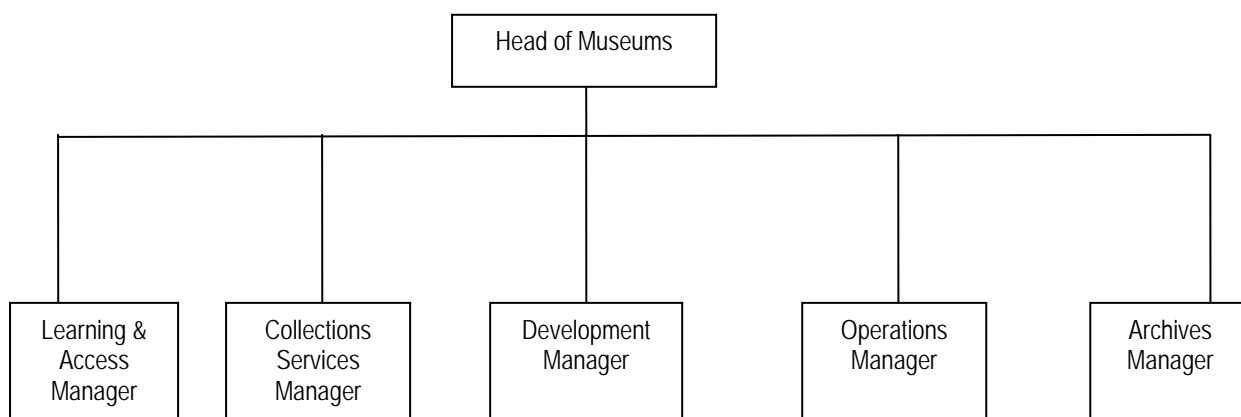 Head of Museums
Learning &
Access
Manager
Collections
Services
Manager
Development
Manager
Operations
Manager
Archives
Manager